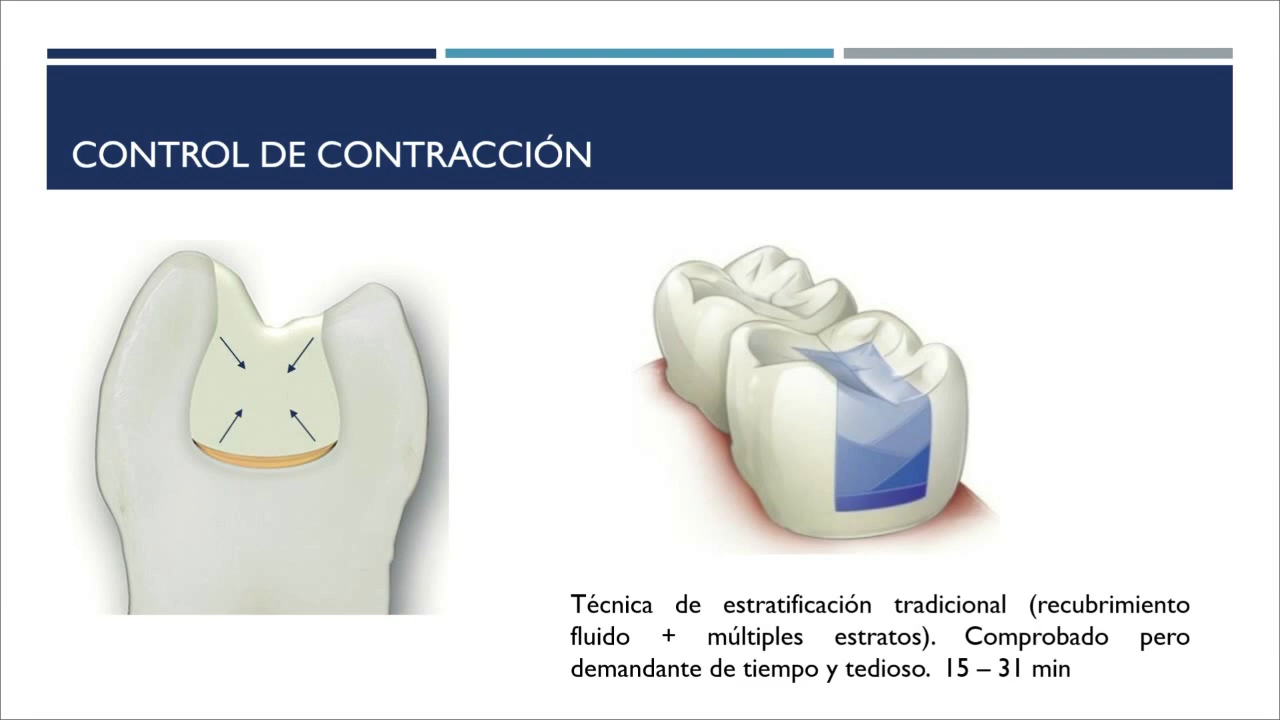 CONTROL DE CONTRACCIÓN
Técnica de estratificación tradicional (recubrimiento
fluido + múltiples estratos). Comprobado pero
demandante de tiempo y tedioso. 15 – 31 min